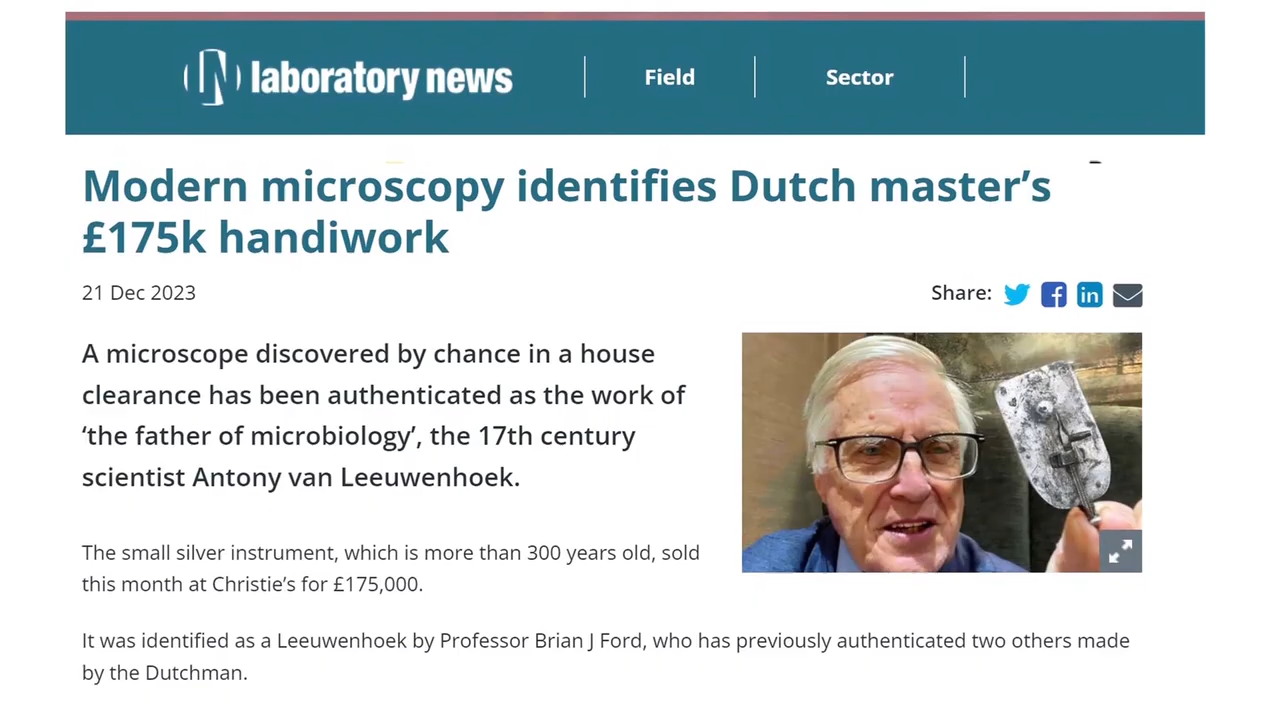 laboratory news
Field
Sector
Modern microscopy identifies Dutch master’s
£175k handiwork
21 Dec 2023
Share:
A microscope discovered by chance in a house
clearance has been authenticated as the work of
‘the father of microbiology’, the 17th century
scientist Antony van Leeuwenhoek.
The small silver instrument, which is more than 300 years old, sold
this month at Christie’s for £175,000.
It was identified as a Leeuwenhoek by Professor Brian J Ford, who has previously authenticated two others made
by the Dutchman.